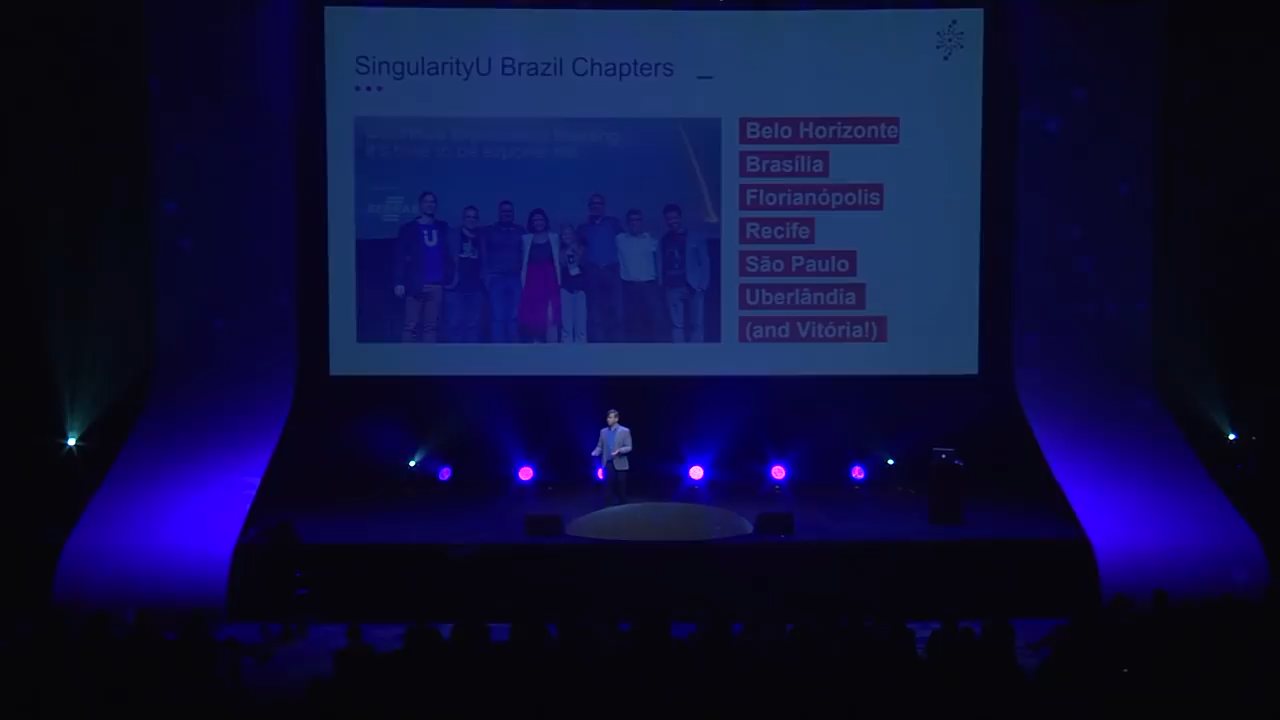 SingularityU Brazil Chapters
Belo Horizonte
Brasília
Florianópolis
Recife
São Paulo
Uberlândia
(and Vitória!)
U